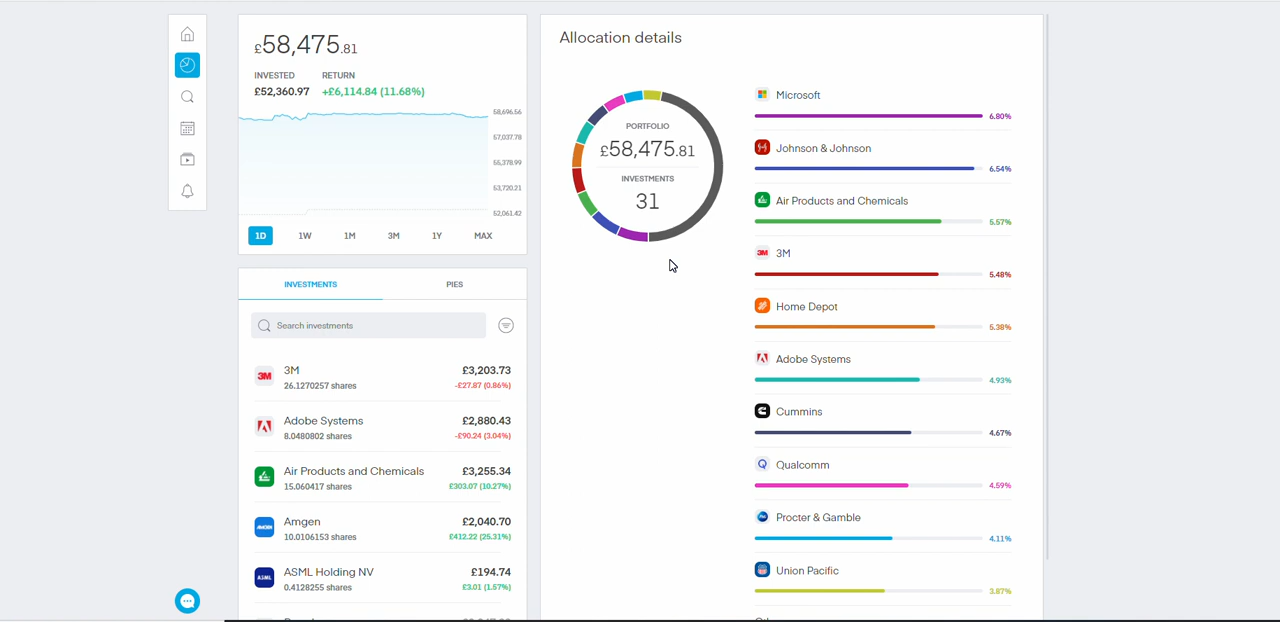 £58,475.81
INVESTED RETURN
£52,360.97 +£6,114.84 (11.68%)
58,696.56
57,037.78
55,378.99
53,720.21
52,061.42
1D 1W 1M 3M 1Y MAX
INVESTMENTS PIES
Search investments
3M £3,203.73
26.1270257 shares -£27.87 (0.86%)
Adobe Systems £2,880.43
8.0480802 shares -£90.24 (3.04%)
Air Products and Chemicals £3,255.34
15.060417 shares £303.07 (10.27%)
AMGEN
Amgen £2,040.70
10.0106153 shares £412.22 (25.31%)
ASML
ASML Holding NV £194.74
0.4128255 shares £3.01 (1.57%)
Allocation details
PORTFOLIO
£58,475.81
INVESTMENTS
31
Microsoft
6.80%
Johnson & Johnson
6.54%
Air Products and Chemicals
5.57%
3M 3M
5.48%
Home Depot
5.38%
Adobe Systems
4.93%
Cummins
4.67%
Qualcomm
4.59%
Procter & Gamble
4.11%
Union Pacific
3.87%